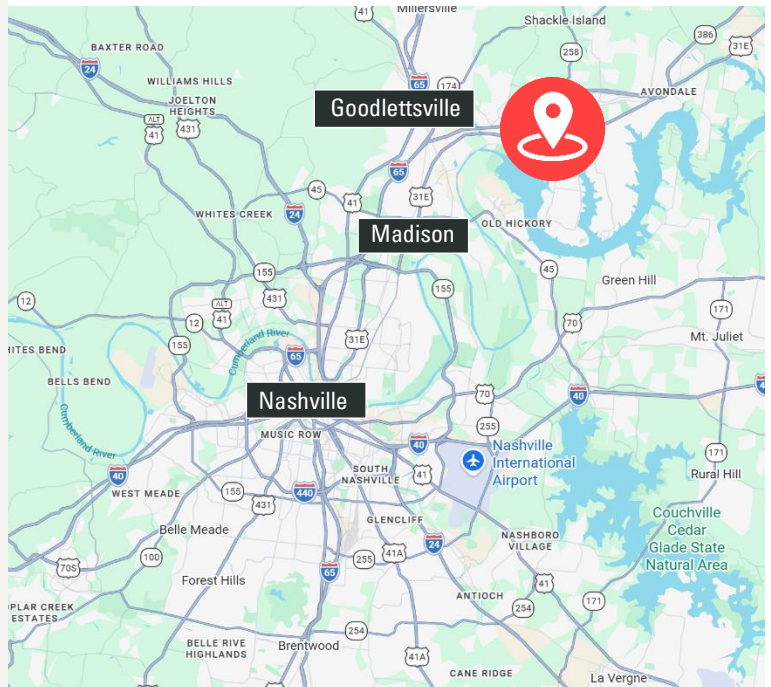 Millersville
41
Shackle Island
386
31E
BAXTER ROAD
24
258
65
174
AVONDALE
WILLIAMS HILLS
Goodlettsville
JOELTON
HEIGHTS
ALT
41
431
65
45
41
31E
WHITES CREEK
24
OLD HICKORY
Madison
45
155
155
Green Hill
12
ALT
41
431
171
12
70
Cumberland River
31E
Mt. Juliet
155
65
HITES BEND
BELLS BEND
70
40
Nashville
Cumberland River
255
MUSIC ROW
40
Nashville
International
Airport
171
40
SOUTH
NASHVILLE
41
Rural Hill
WEST MEADE
155
431
440
Couchville
Cedar
Glade State
Natural Area
GLENCLIFF
Belle Meade
NASHBORO
VILLAGE
24
100
255
41A
70S
65
Forest Hills
41
ANTIOCH
171
254
PLAR CREEK
ESTATES
254
BELLE RIVE
HIGHLANDS
Brentwood
41A
CANE RIDGE
La Vergne